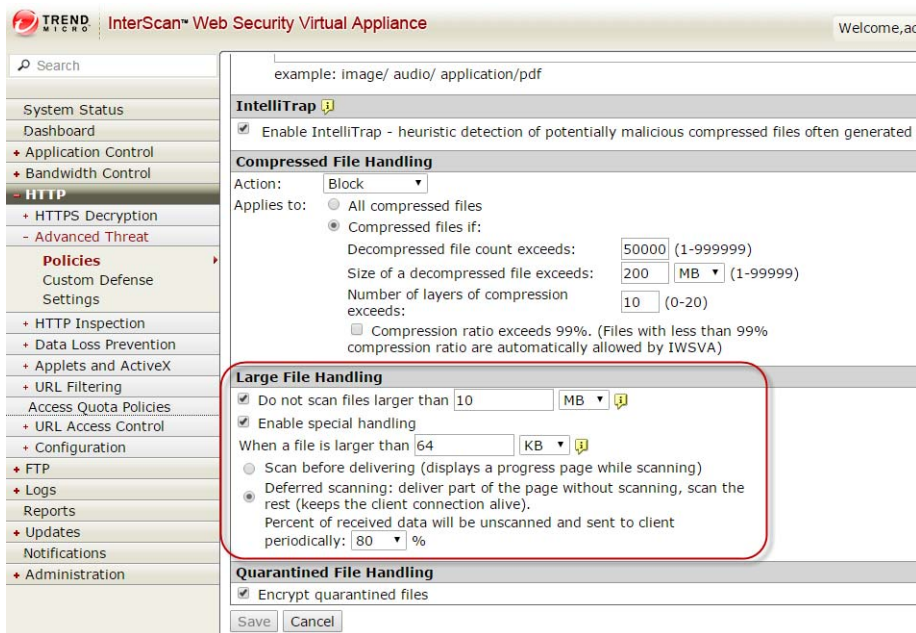 TREND MICRO InterScan™ Web Security Virtual Appliance
Welcome,ad
Search
System Status
Dashboard
+ Application Control
+ Bandwidth Control
- HTTP
+ HTTPS Decryption
- Advanced Threat
Policies
Custom Defense
Settings
+ HTTP Inspection
+ Data Loss Prevention
+ Applets and ActiveX
+ URL Filtering
Access Quota Policies
+ URL Access Control
+ Configuration
+ FTP
+ Logs
Reports
+ Updates
Notifications
+ Administration
example: image/ audio/ application/pdf
IntelliTrap
Enable IntelliTrap - heuristic detection of potentially malicious compressed files often generated
Compressed File Handling
Action: Block
Applies to: All compressed files
Compressed files if:
Decompressed file count exceeds: 50000 (1-999999)
Size of a decompressed file exceeds: 200 MB (1-99999)
Number of layers of compression
exceeds: 10 (0-20)
Compression ratio exceeds 99%. (Files with less than 99%
compression ratio are automatically allowed by IWSVA)
Large File Handling
Do not scan files larger than 10 MB
Enable special handling
When a file is larger than 64 KB
Scan before delivering (displays a progress page while scanning)
Deferred scanning: deliver part of the page without scanning, scan the
rest (keeps the client connection alive).
Percent of received data will be unscanned and sent to client
periodically: 80 %
Quarantined File Handling
Encrypt quarantined files
Save Cancel